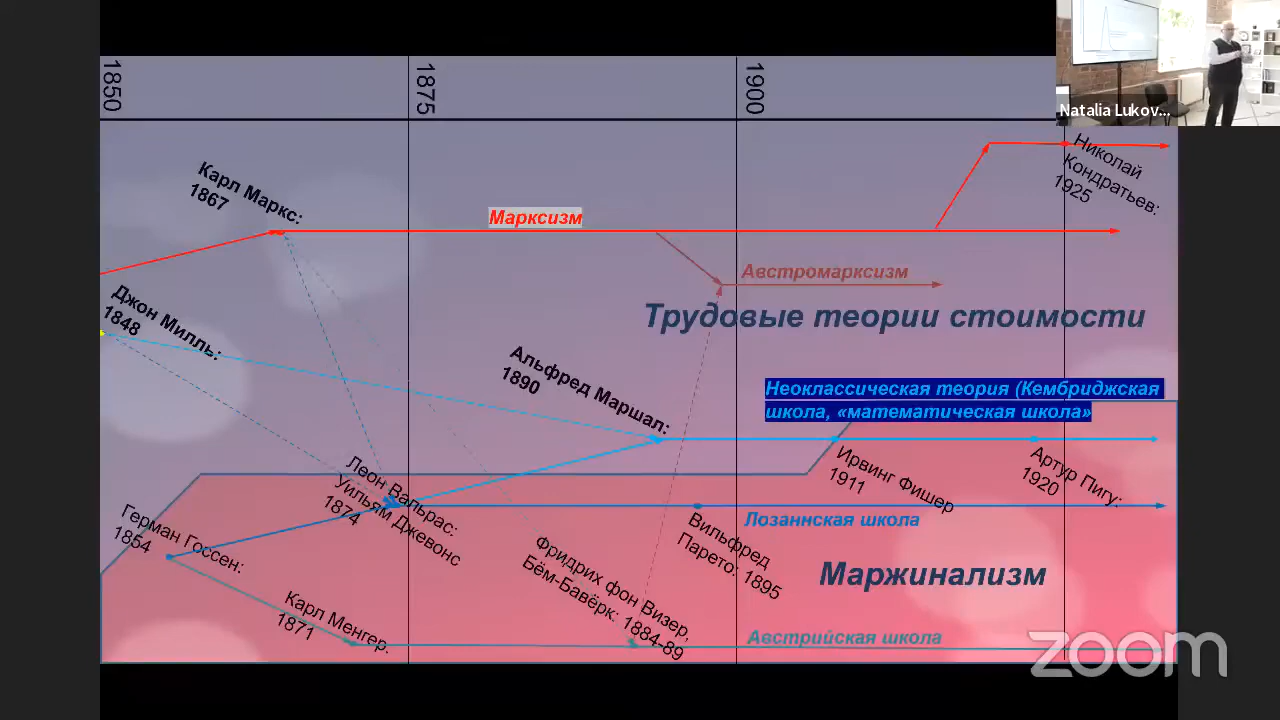 1850
1875
1900
Natalia Lukov...
Николай
Кондратьев:
1925
Карл Маркс:
1867
Марксизм
Австромарксизм
Джон Милль:
1848
Трудовые теории стоимости
Альфред Маршал:
1890
Неоклассическая теория (Кембриджская
школа, «математическая школа»
Ирвинг Фишер
1911
Артур Пигу:
1920
Леон Вальрас:
Уильям Джевонс
1874
Лозаннская школа
Герман Госсен:
1854
Вильфред
Парето: 1895
Фридрих фон Визер,
Бём-Бавёрк: 1884-89
Маржинализм
Карл Менгер.
1871
Австрийская школа
zoom